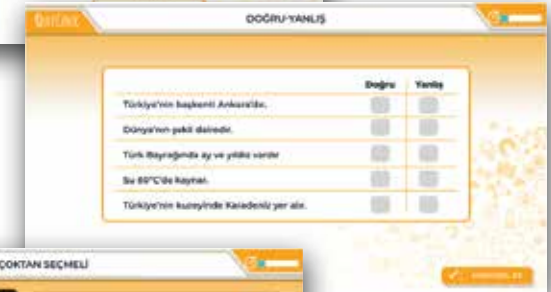 DOĞRU-YANLIŞ
Doğru Yanlış
Türkiye'nin başkenti Ankara'dır.
Dünya'nın şekli dairedir.
Türk Bayrağında ay ve yıldız vardır
Su 80°C'de kaynar.
Türkiye'nin kuzeyinde Karadeniz yer alır.
ÇOKTAN SEÇMELİ